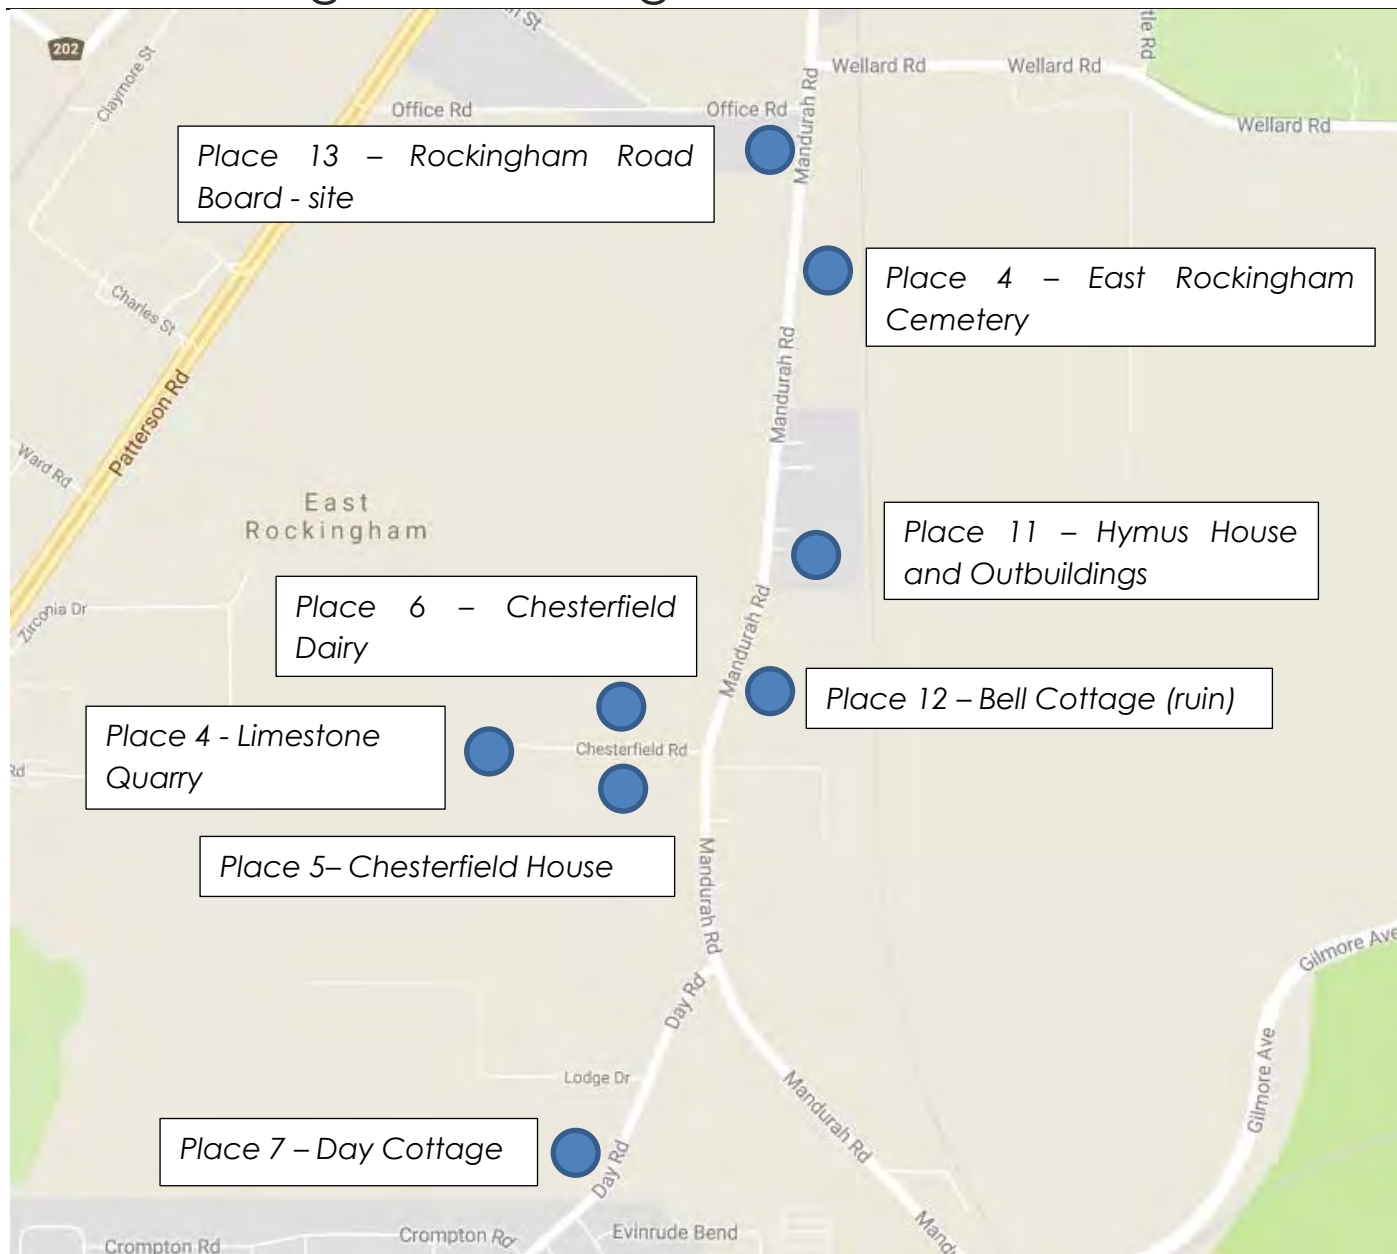 202
Claymore St
Office Rd
Office Rd
Mandurah Rd
Wellard Rd
Wellard Rd
Wellard Rd
Place 13 – Rockingham Road
Board - site
Place 4 – East Rockingham
Cemetery
Charles St
Mandurah Rd
Patterson Rd
Ward Rd
East
Rockingham
Place 11 – Hymus House
and Outbuildings
Zirconia Dr
Place 6 – Chesterfield
Dairy
Mandurah Rd
Place 12 – Bell Cottage (ruin)
Place 4 - Limestone
Quarry
Chesterfield Rd
Rd
Place 5– Chesterfield House
Mandurah Rd
Gilmore Ave
Day Rd
Lodge Dr
Gilmore Ave
Mandurah Rd
Place 7 – Day Cottage
Day Rd
Crompton Rd
Crompton Rd
Evinrude Bend
Mand